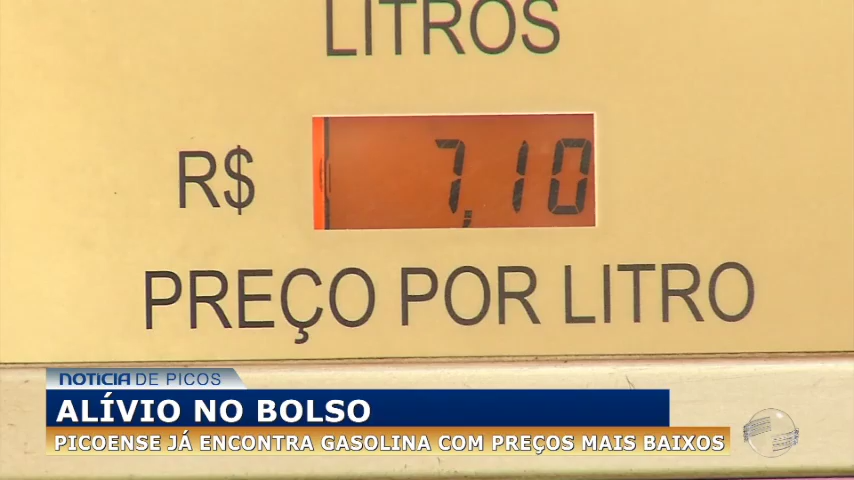 LITROS
R$ 7,10
PREÇO POR LITRO
NOTICIA DE PICOS
ALÍVIO NO BOLSO
PICOENSE JÁ ENCONTRA GASOLINA COM PREÇOS MAIS BAIXOS